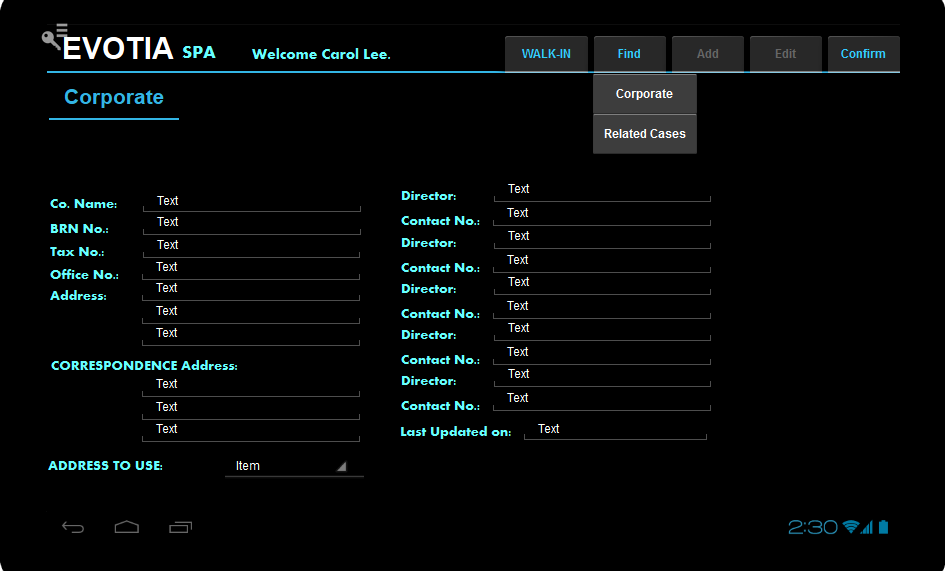 EVOTIA SPA Welcome Carol Lee. WALK-IN Find Add Edit Confirm
Corporate
Corporate
Related Cases
Co. Name: Text
BRN No.: Text
Tax No.: Text
Office No.: Text
Address: Text
Text
Text
CORRESPONDENCE Address:
Text
Text
Text
ADDRESS TO USE: Item
Director: Text
Contact No.: Text
Director: Text
Contact No.: Text
Director: Text
Contact No.: Text
Director: Text
Contact No.: Text
Director: Text
Contact No.: Text
Last Updated on: Text
2:30